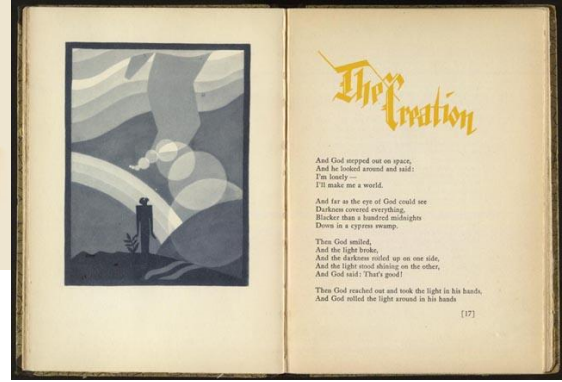 The Creation
And God stepped out on space,
And he looked around and said:
I'm lonely —
I'll make me a world.
And far as the eye of God could see
Darkness covered everything,
Blacker than a hundred midnights
Down in a cypress swamp.
Then God smiled,
And the light broke,
And the darkness rolled up on one side,
And the light stood shining on the other,
And God said: That's good!
Then God reached out and took the light in his hands,
And God rolled the light around in his hands
[17]